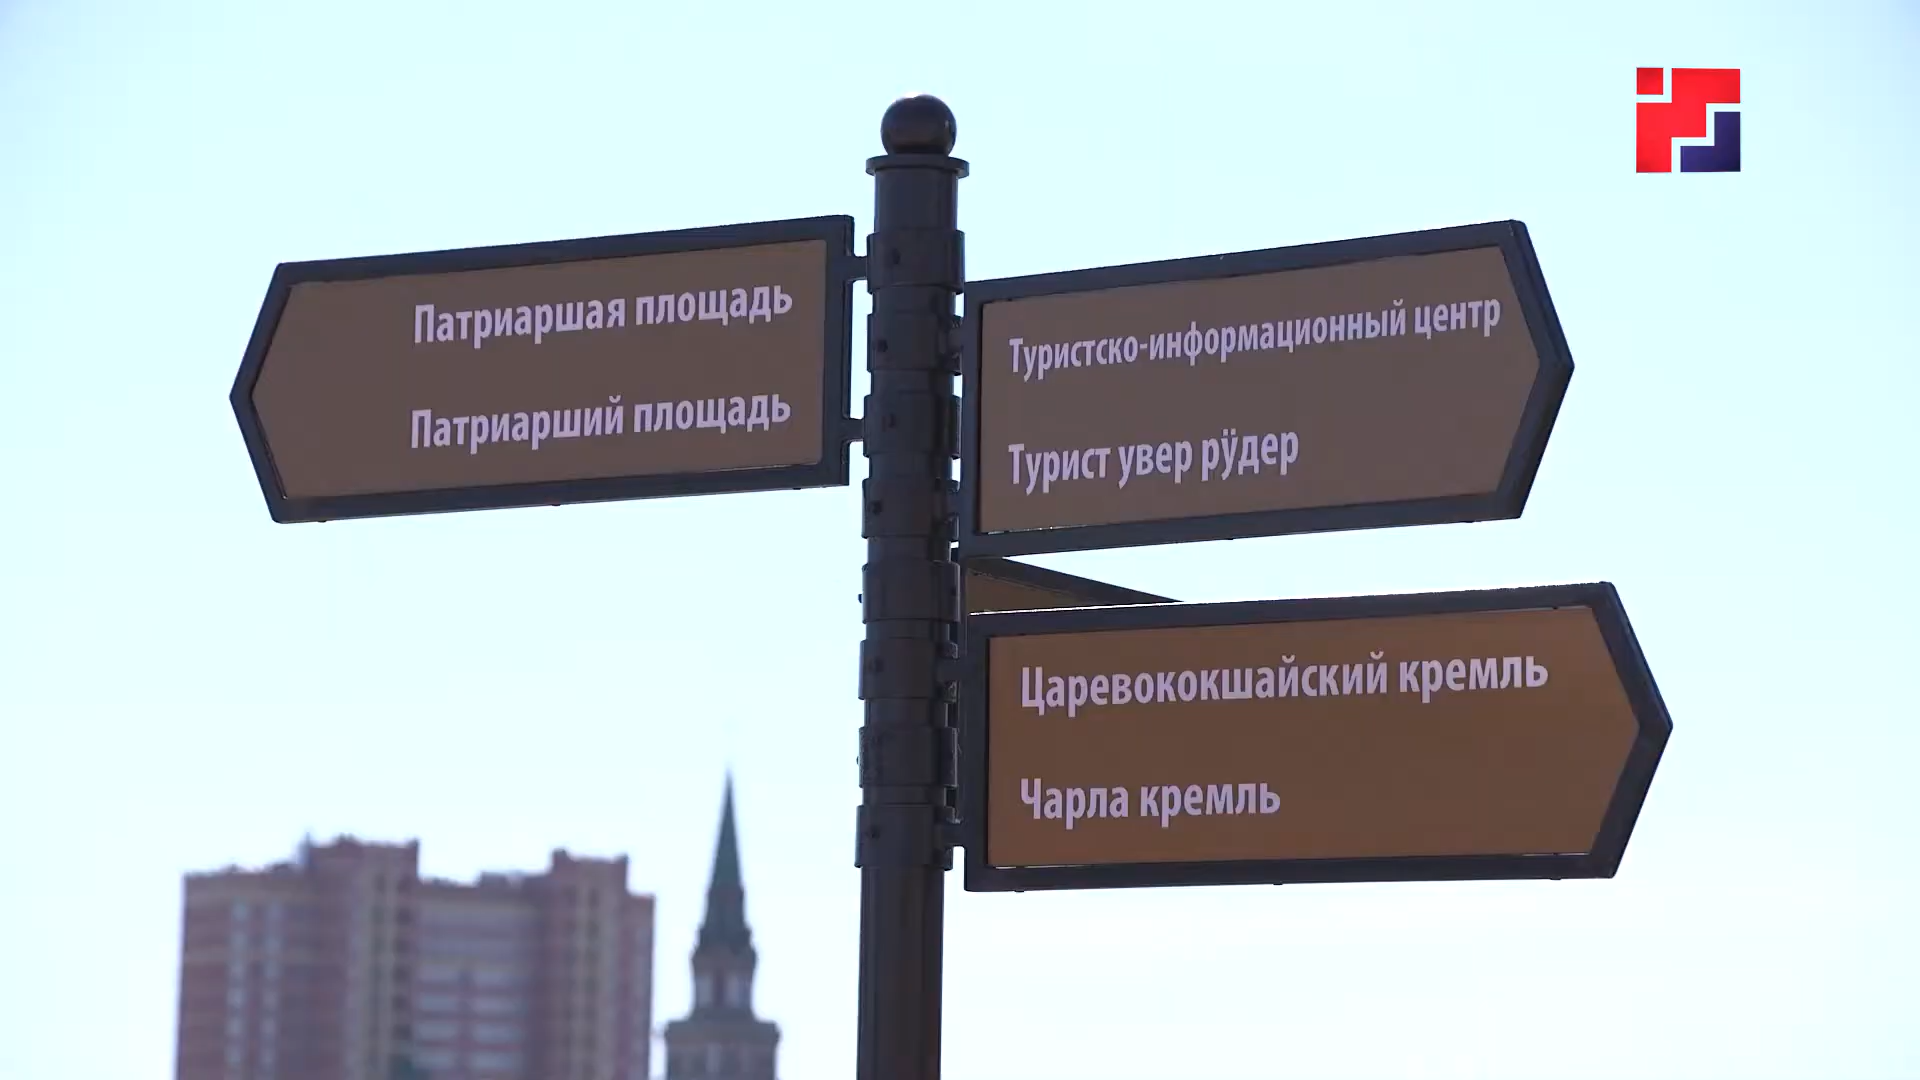 Патриаршая площадь
Патриарший площадь
Туристско-информационный центр
Турист увер рӱдер
Царевококшайский кремль
Чарла кремль